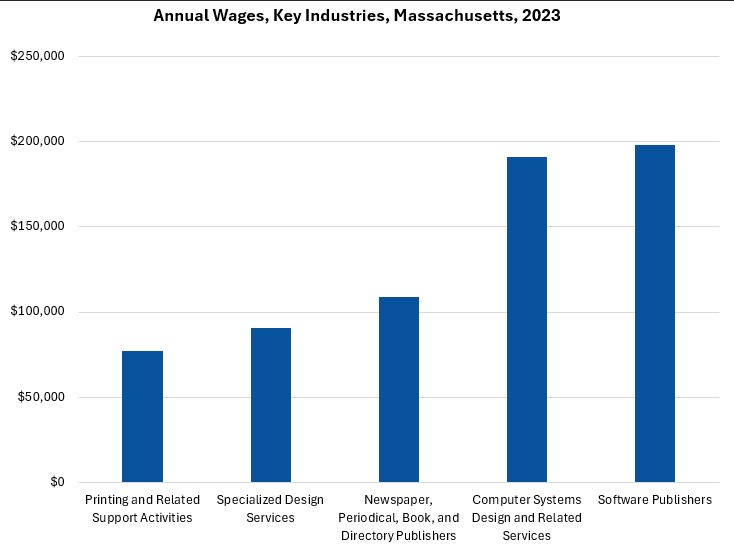 Annual Wages, Key Industries, Massachusetts, 2023
$250,000
$200,000
$150,000
$100,000
$50,000
$0
Printing and Related
Support Activities
Specialized Design
Services
Newspaper,
Periodical, Book, and
Directory Publishers
Computer Systems
Design and Related
Services
Software Publishers